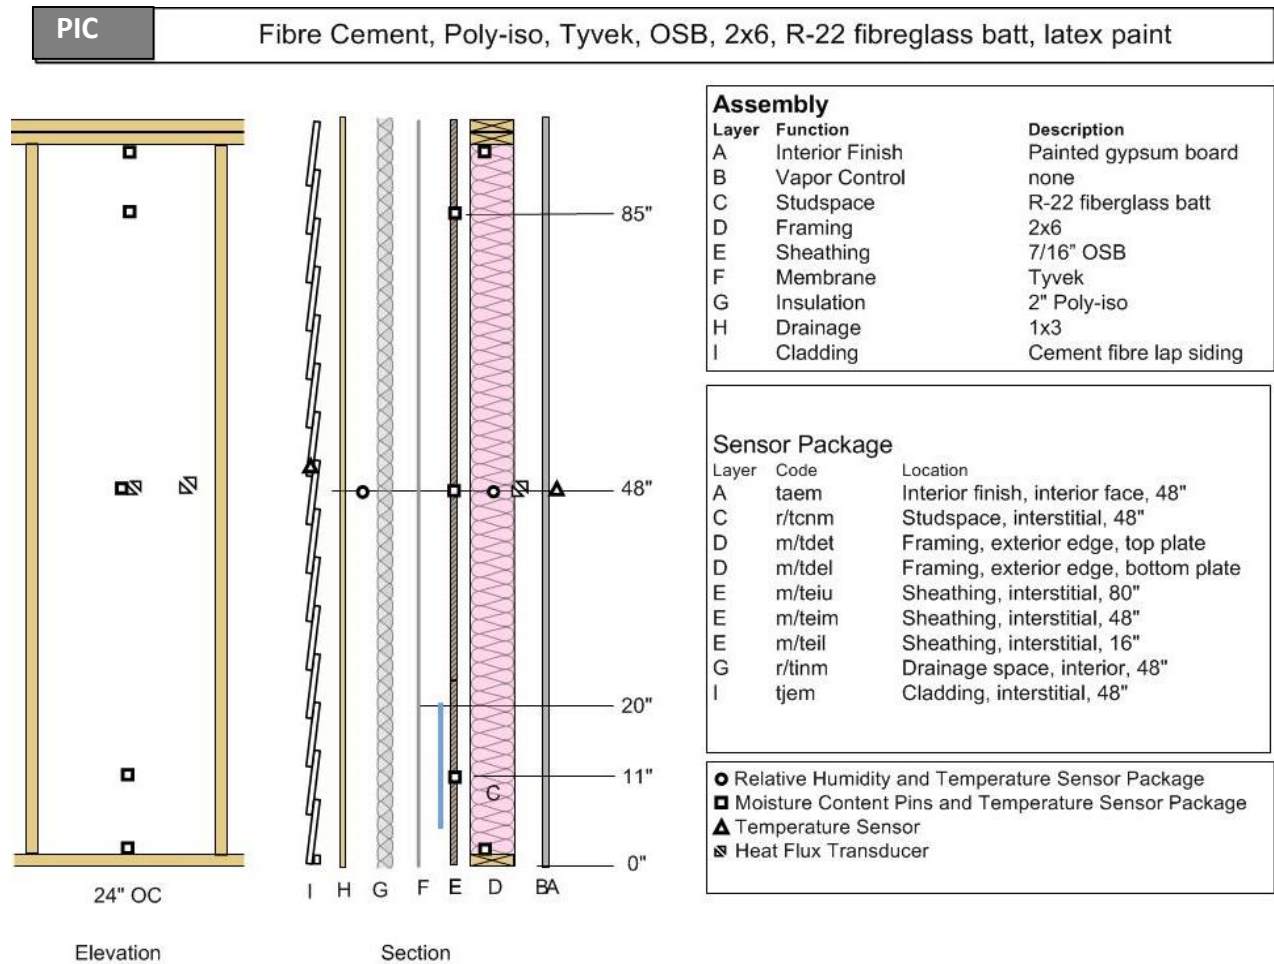 PIC
Fibre Cement, Poly-iso, Tyvek, OSB, 2x6, R-22 fibreglass batt, latex paint
85"
48"
20"
11"
C
0"
I H G F E D BA
24" OC
Elevation
Section
Assembly
Layer Function Description
A Interior Finish Painted gypsum board
B Vapor Control none
C Studspace R-22 fiberglass batt
D Framing 2x6
E Sheathing 7/16" OSB
F Membrane Tyvek
G Insulation 2" Poly-iso
H Drainage 1x3
I Cladding Cement fibre lap siding
Sensor Package
Layer Code Location
A taem Interior finish, interior face, 48"
C r/tcnm Studspace, interstitial, 48"
D m/tdet Framing, exterior edge, top plate
D m/tdel Framing, exterior edge, bottom plate
E m/teiu Sheathing, interstitial, 80"
E m/teim Sheathing, interstitial, 48"
E m/teil Sheathing, interstitial, 16"
G r/tinm Drainage space, interior, 48"
I tjem Cladding, interstitial, 48"
Relative Humidity and Temperature Sensor Package
Moisture Content Pins and Temperature Sensor Package
Temperature Sensor
Heat Flux Transducer